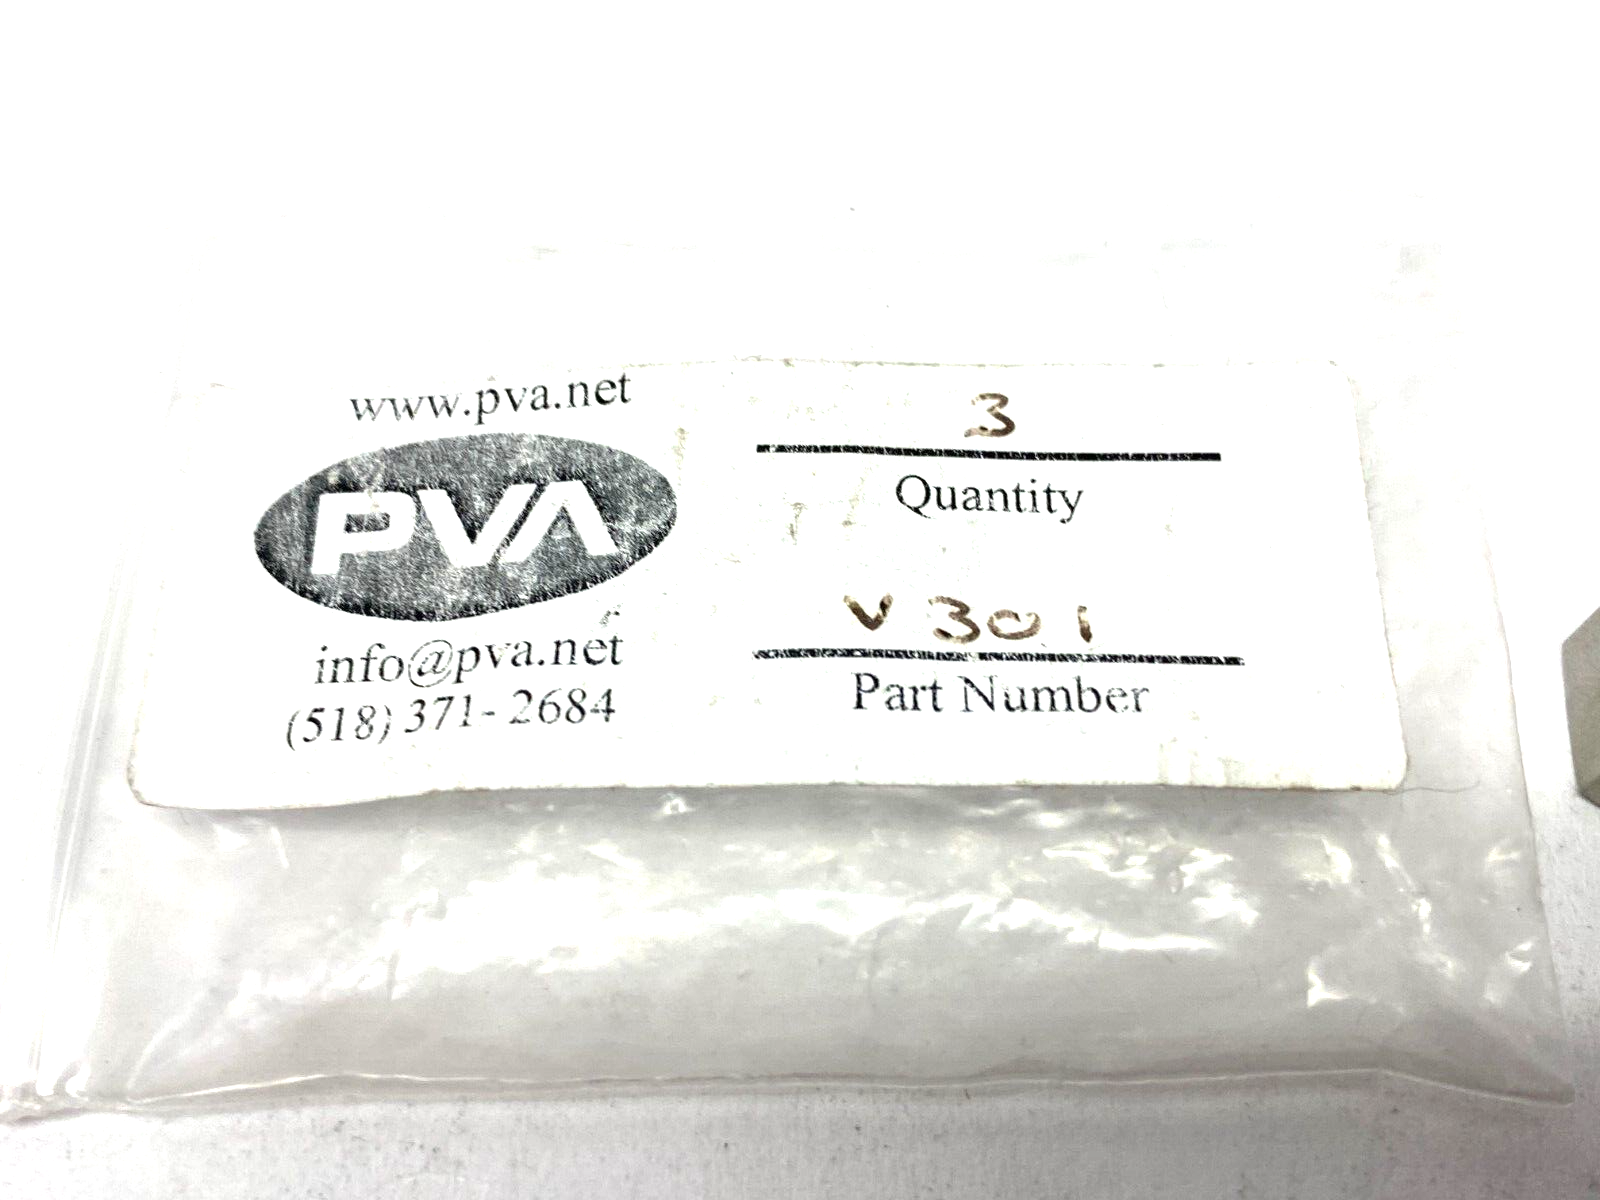 www.pva.net
PVA
info@pva.net
(518) 371- 2684
3
Quantity
V301
Part Number